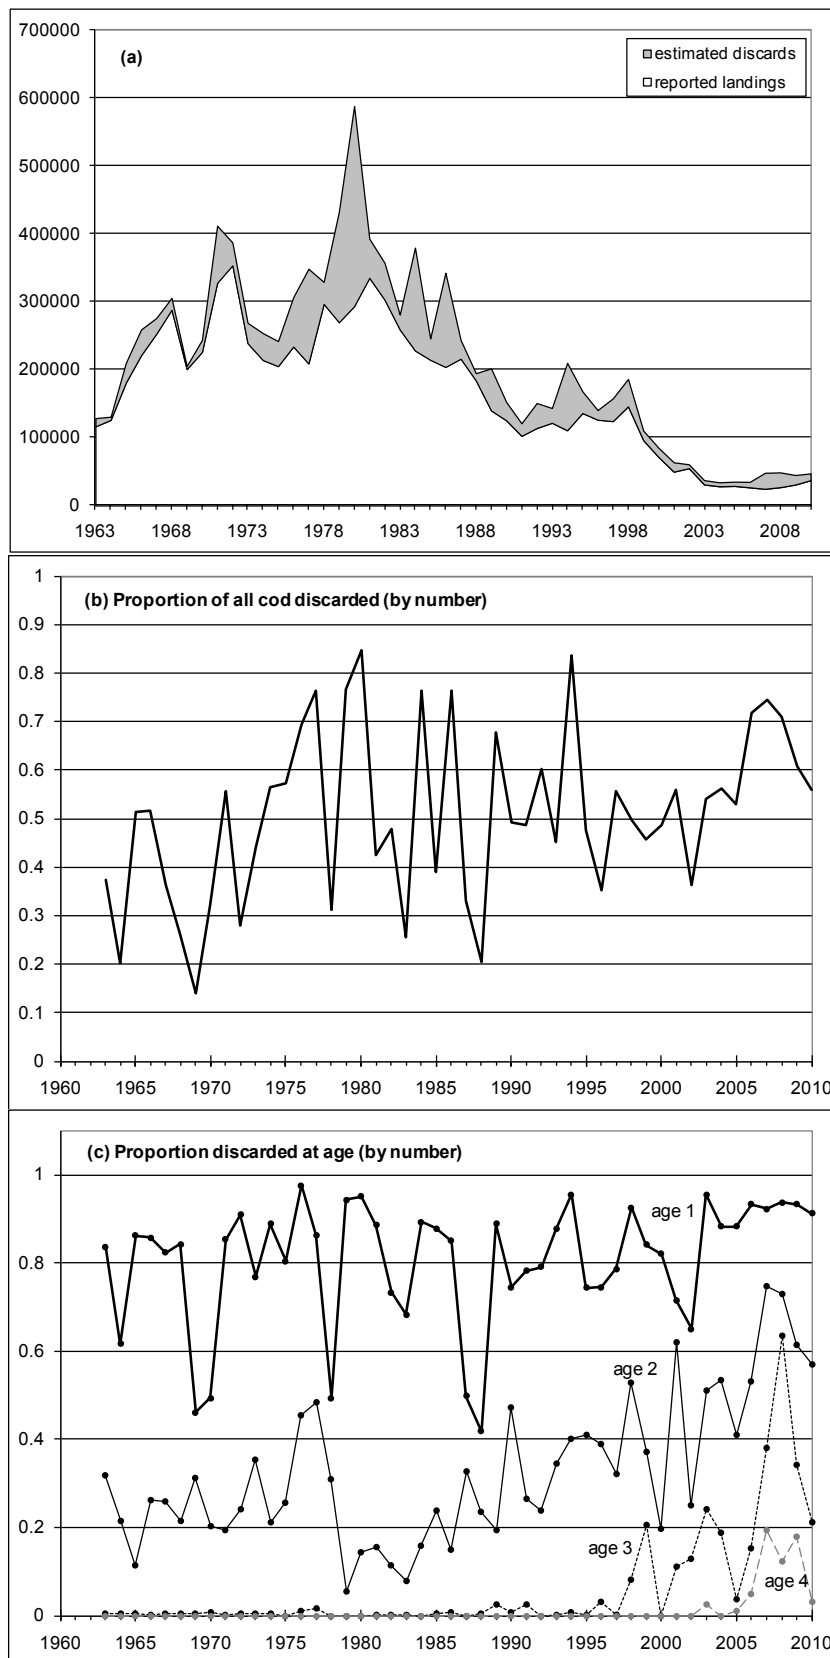 700000
(a)
estimated discards
600000
reported landings
500000
400000
300000
200000
100000
0
1963 1968 1973 1978 1983 1988 1993 1998 2003 2008
1
(b) Proportion of all cod discarded (by number)
0.9
0.8
0.7
0.6
0.5
0.4
0.3
0.2
0.1
0
1960 1965 1970 1975 1980 1985 1990 1995 2000 2005 2010
(c) Proportion discarded at age (by number)
1
age 1
0.8
0.6
age 2
0.4
0.2
age 3
age 4
0
1960 1965 1970 1975 1980 1985 1990 1995 2000 2005 2010